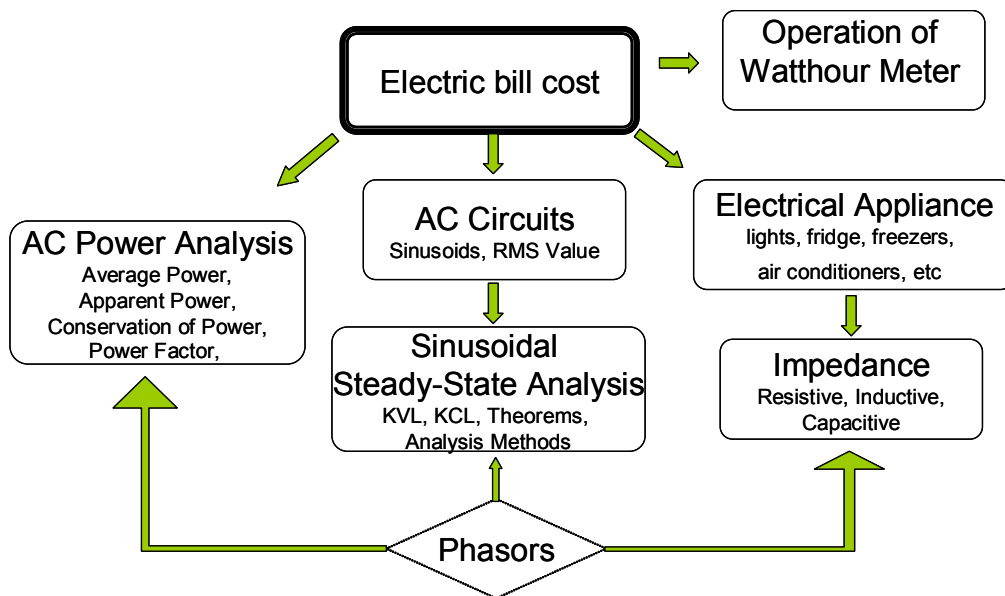 Electric bill cost
Operation of
Watthour Meter
AC Power Analysis
Average Power,
Apparent Power,
Conservation of Power,
Power Factor,
AC Circuits
Sinusoids, RMS Value
Electrical Appliance
lights, fridge, freezers,
air conditioners, etc
Sinusoidal
Steady-State Analysis
KVL, KCL, Theorems,
Analysis Methods
Impedance
Resistive, Inductive,
Capacitive
Phasors